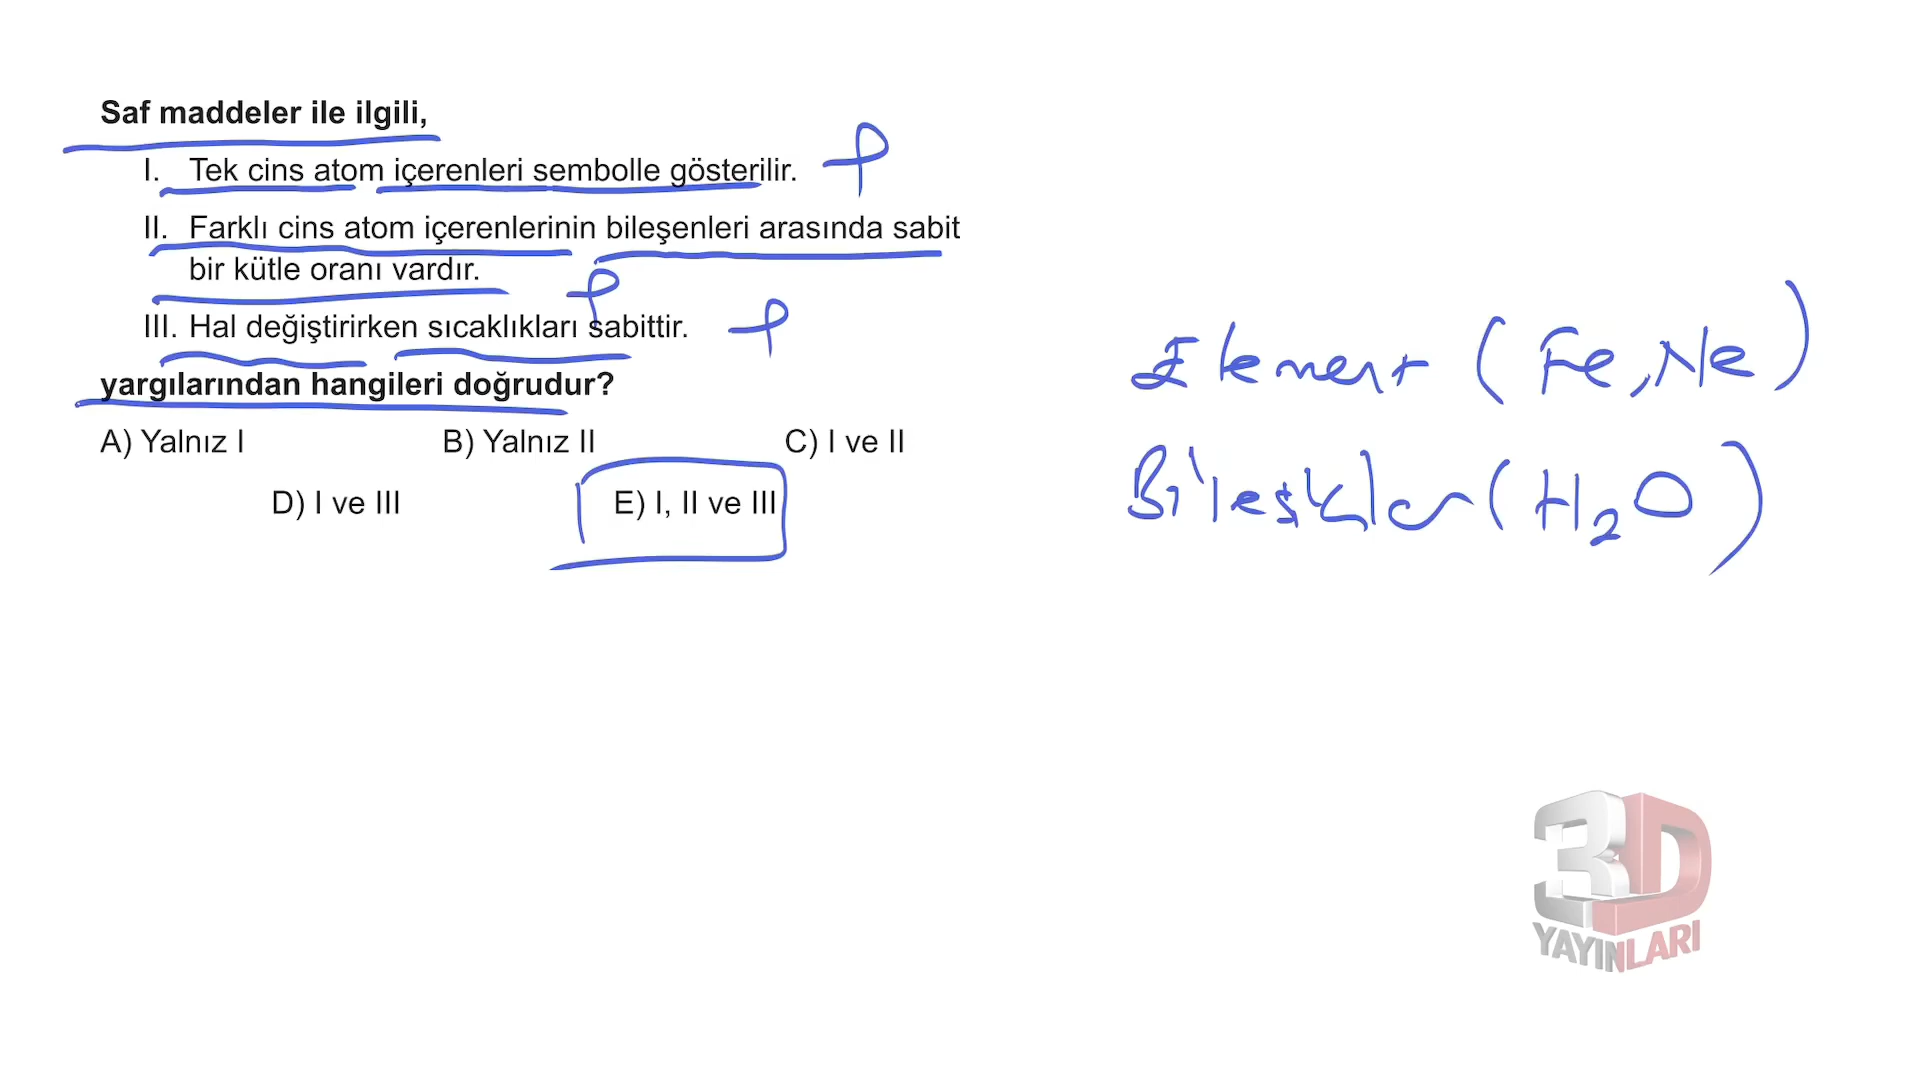 Saf maddeler ile ilgili,
I. Tek cins atom içerenleri sembolle gösterilir.
II. Farklı cins atom içerenlerinin bileşenleri arasında sabit
bir kütle oranı vardır.
III. Hal değiştirirken sıcaklıkları sabittir.
yargılarından hangileri doğrudur?
A) Yalnız I B) Yalnız II C) I ve II
D) I ve III E) I, II ve III
Element (Fe, Ne)
Bileşikler (H₂O)
3D
YAYINLARI